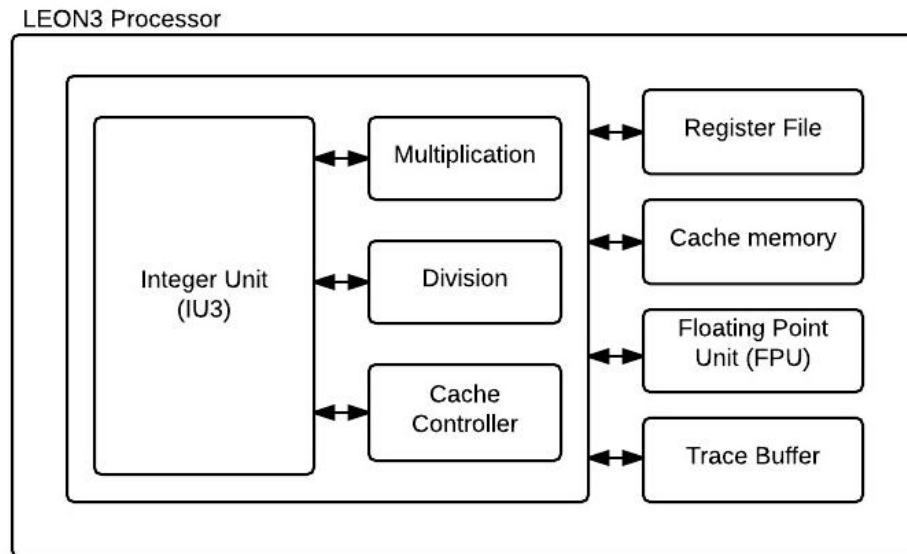 LEON3 Processor
Integer Unit
(IU3)
Multiplication
Division
Cache
Controller
Register File
Cache memory
Floating Point
Unit (FPU)
Trace Buffer